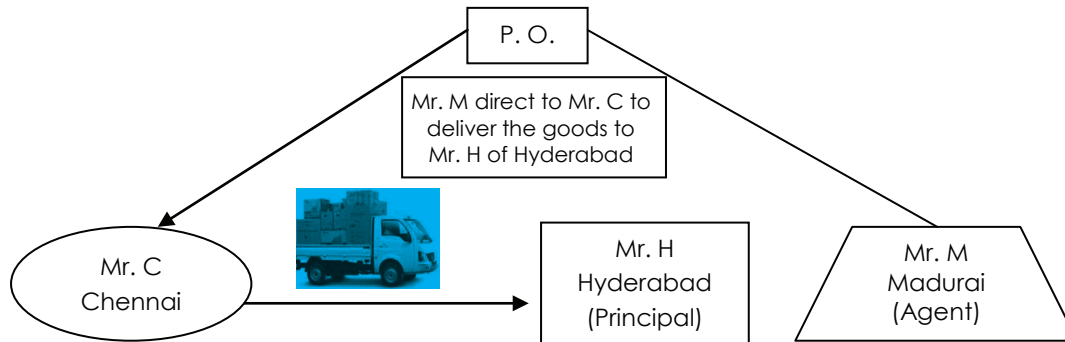 P. O.
Mr. M direct to Mr. C to
deliver the goods to
Mr. H of Hyderabad
Mr. C
Chennai
Mr. H
Hyderabad
(Principal)
Mr. M
Madurai
(Agent)